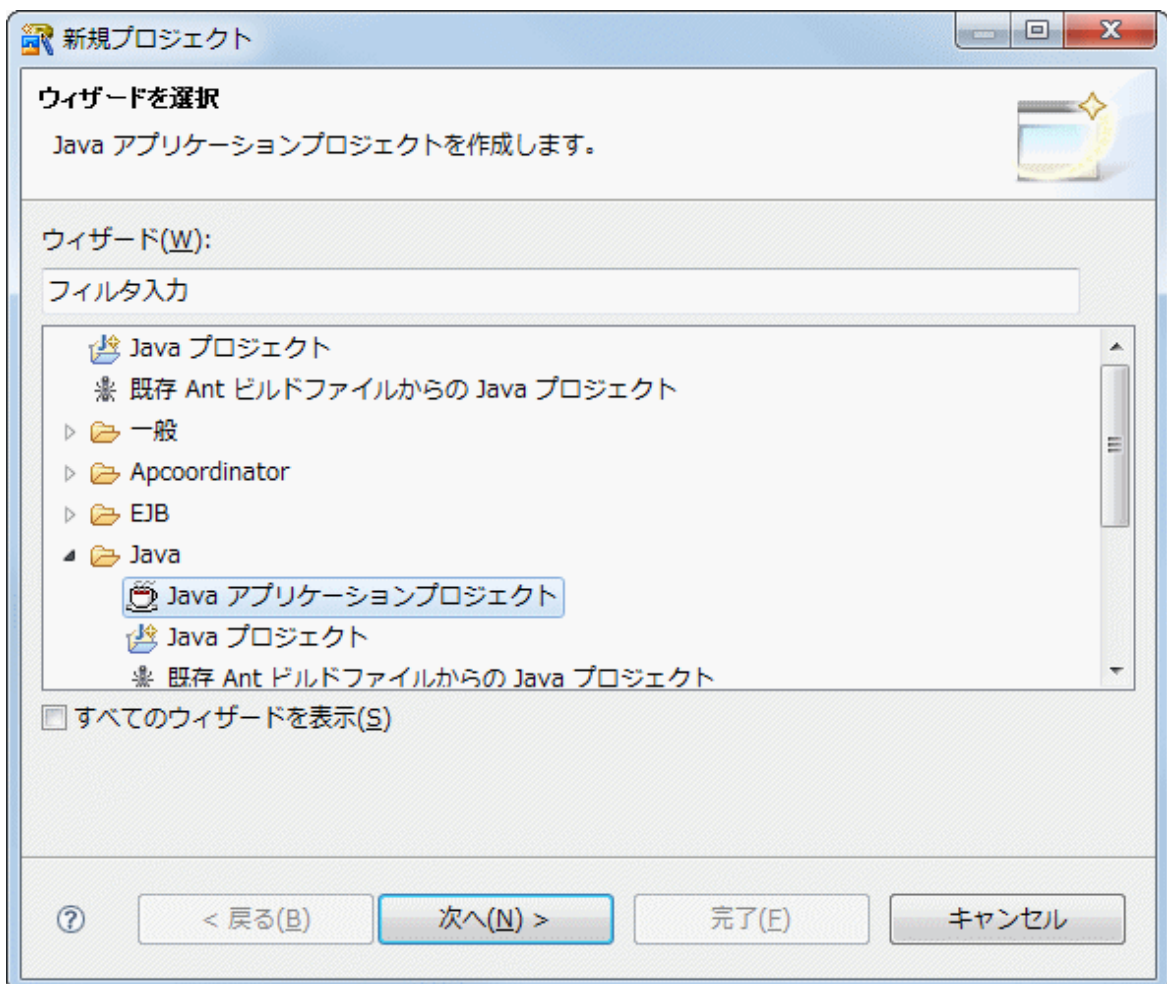 新規プロジェクト
ウィザードを選択
Java アプリケーションプロジェクトを作成します。
ウィザード(W):
フィルタ入力
Java プロジェクト
既存 Ant ビルドファイルからの Java プロジェクト
一般
Apcoordinator
EJB
Java
Java アプリケーションプロジェクト
Java プロジェクト
既存 Ant ビルドファイルからの Java プロジェクト
すべてのウィザードを表示(S)
< 戻る(B) 次へ(N) > 完了(F) キャンセル